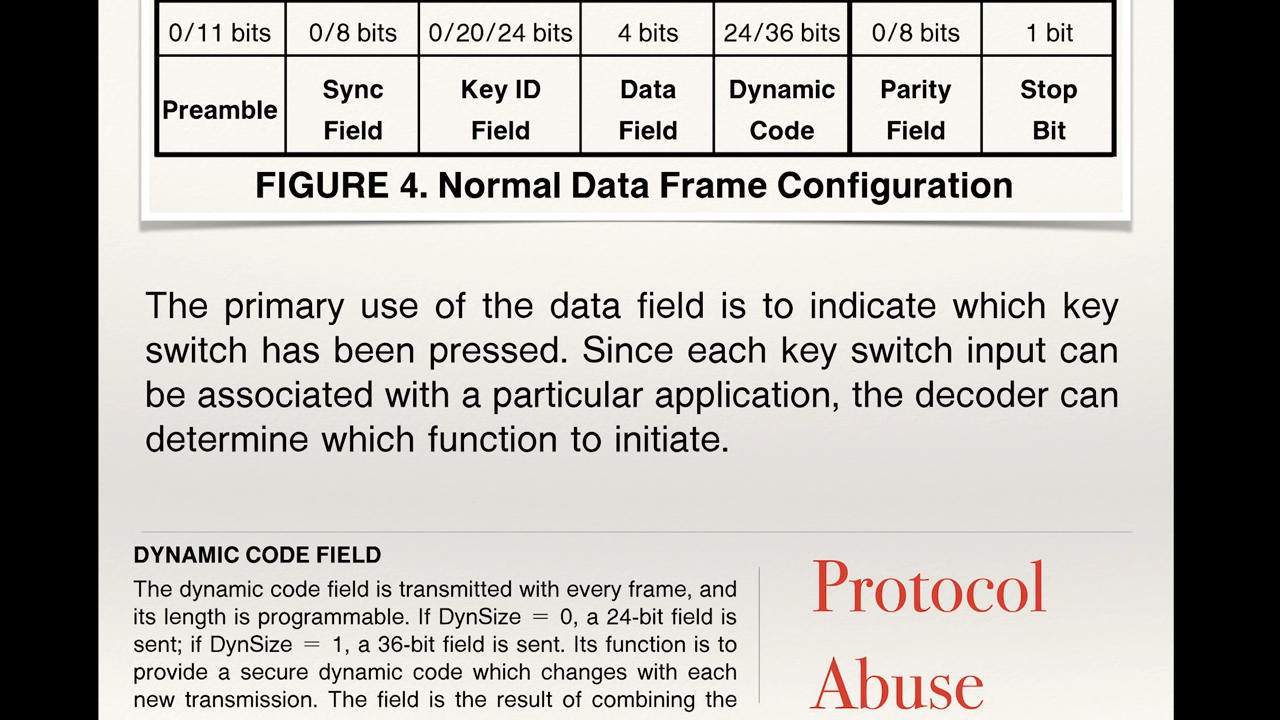 0/11 bits 0/8 bits 0/20/24 bits 4 bits 24/36 bits 0/8 bits 1 bit
Preamble Sync Field Key ID Field Data Field Dynamic Code Parity Field Stop Bit
FIGURE 4. Normal Data Frame Configuration
The primary use of the data field is to indicate which key
switch has been pressed. Since each key switch input can
be associated with a particular application, the decoder can
determine which function to initiate.
DYNAMIC CODE FIELD
The dynamic code field is transmitted with every frame, and
its length is programmable. If DynSize = 0, a 24-bit field is
sent; if DynSize = 1, a 36-bit field is sent. Its function is to
provide a secure dynamic code which changes with each
new transmission. The field is the result of combining the
Protocol
Abuse